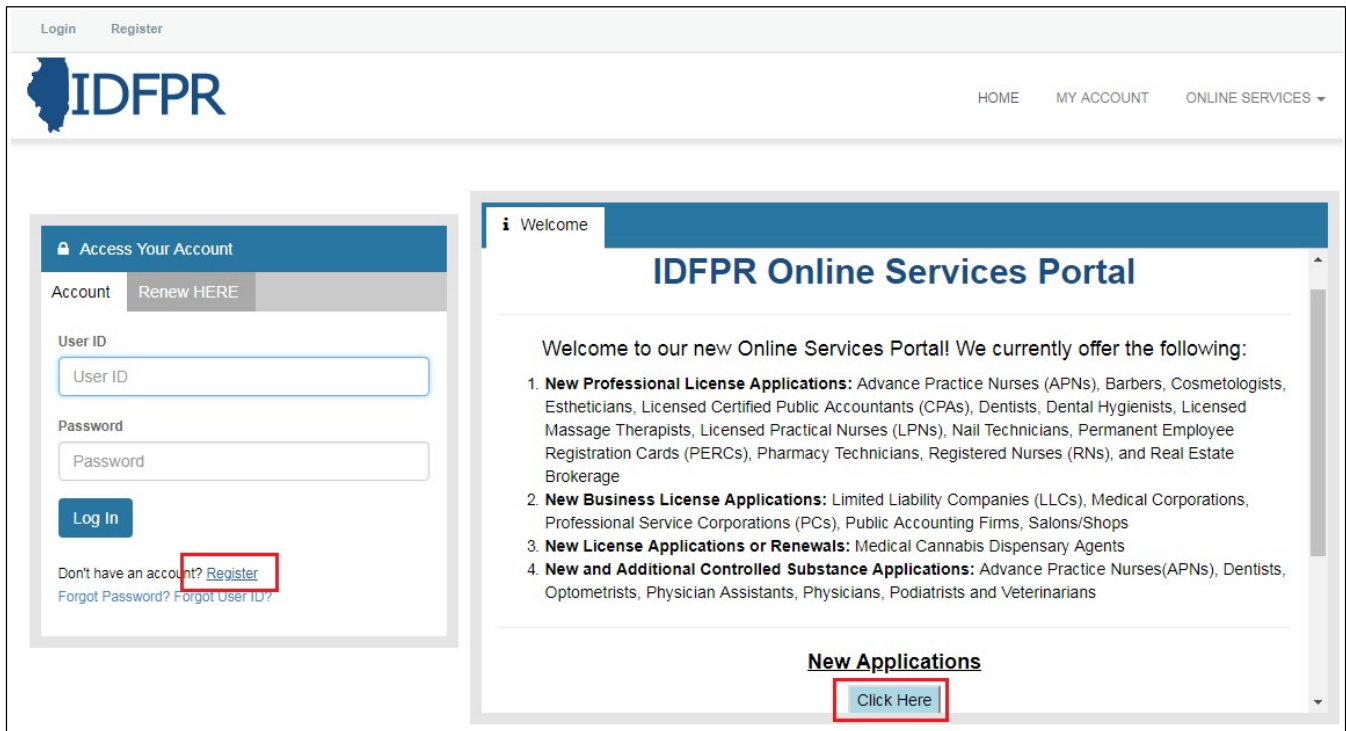 Login Register
IDFPR
HOME MY ACCOUNT ONLINE SERVICES
Access Your Account
Account Renew HERE
User ID
User ID
Password
Password
Log In
Don't have an account? Register
Forgot Password? Forgot User ID?
i Welcome
IDFPR Online Services Portal
Welcome to our new Online Services Portal! We currently offer the following:
1. New Professional License Applications: Advance Practice Nurses (APNs), Barbers, Cosmetologists,
Estheticians, Licensed Certified Public Accountants (CPAs), Dentists, Dental Hygienists, Licensed
Massage Therapists, Licensed Practical Nurses (LPNs), Nail Technicians, Permanent Employee
Registration Cards (PERCs), Pharmacy Technicians, Registered Nurses (RNs), and Real Estate
Brokerage
2. New Business License Applications: Limited Liability Companies (LLCs), Medical Corporations,
Professional Service Corporations (PCs), Public Accounting Firms, Salons/Shops
3. New License Applications or Renewals: Medical Cannabis Dispensary Agents
4. New and Additional Controlled Substance Applications: Advance Practice Nurses(APNs), Dentists,
Optometrists, Physician Assistants, Physicians, Podiatrists and Veterinarians
New Applications
Click Here